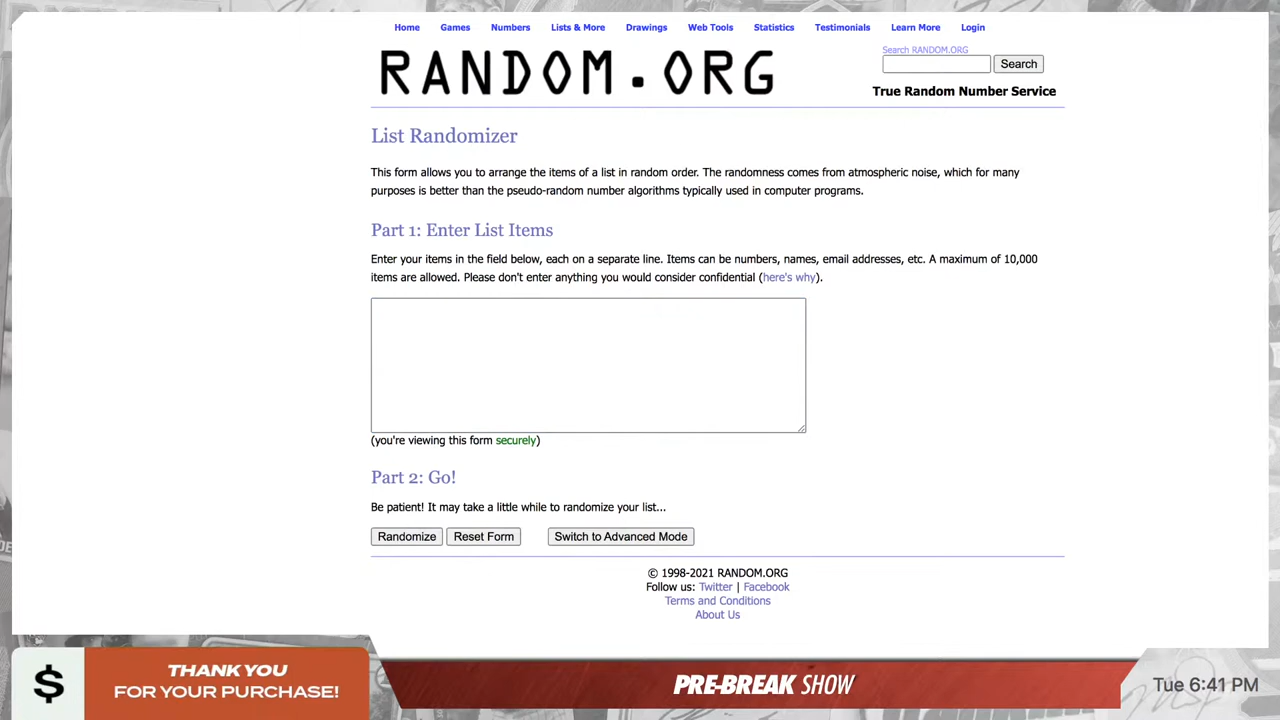 Home Games Numbers Lists & More Drawings Web Tools Statistics Testimonials Learn More Login
RANDOM.ORG
Search RANDOM.ORG
Search
True Random Number Service
List Randomizer
This form allows you to arrange the items of a list in random order. The randomness comes from atmospheric noise, which for many
purposes is better than the pseudo-random number algorithms typically used in computer programs.
Part 1: Enter List Items
Enter your items in the field below, each on a separate line. Items can be numbers, names, email addresses, etc. A maximum of 10,000
items are allowed. Please don't enter anything you would consider confidential (here's why).
(you're viewing this form securely)
Part 2: Go!
Be patient! It may take a little while to randomize your list...
Randomize Reset Form Switch to Advanced Mode
© 1998-2021 RANDOM.ORG
Follow us: Twitter | Facebook
Terms and Conditions
About Us
$
THANK YOU
FOR YOUR PURCHASE!
PRE-BREAK SHOW
Tue 6:41 PM